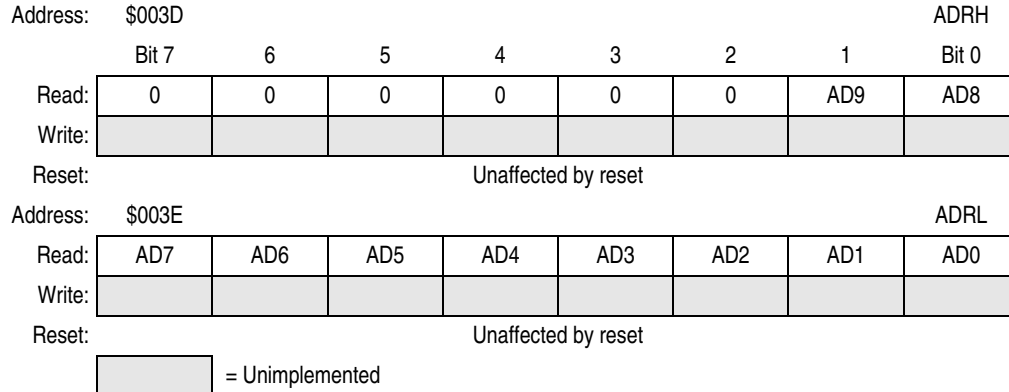 Address: $003D ADRH
Bit 7 6 5 4 3 2 1 Bit 0
Read: 0 0 0 0 0 0 AD9 AD8
Write:
Reset: Unaffected by reset
Address: $003E ADRL
Read: AD7 AD6 AD5 AD4 AD3 AD2 AD1 AD0
Write:
Reset: Unaffected by reset
= Unimplemented